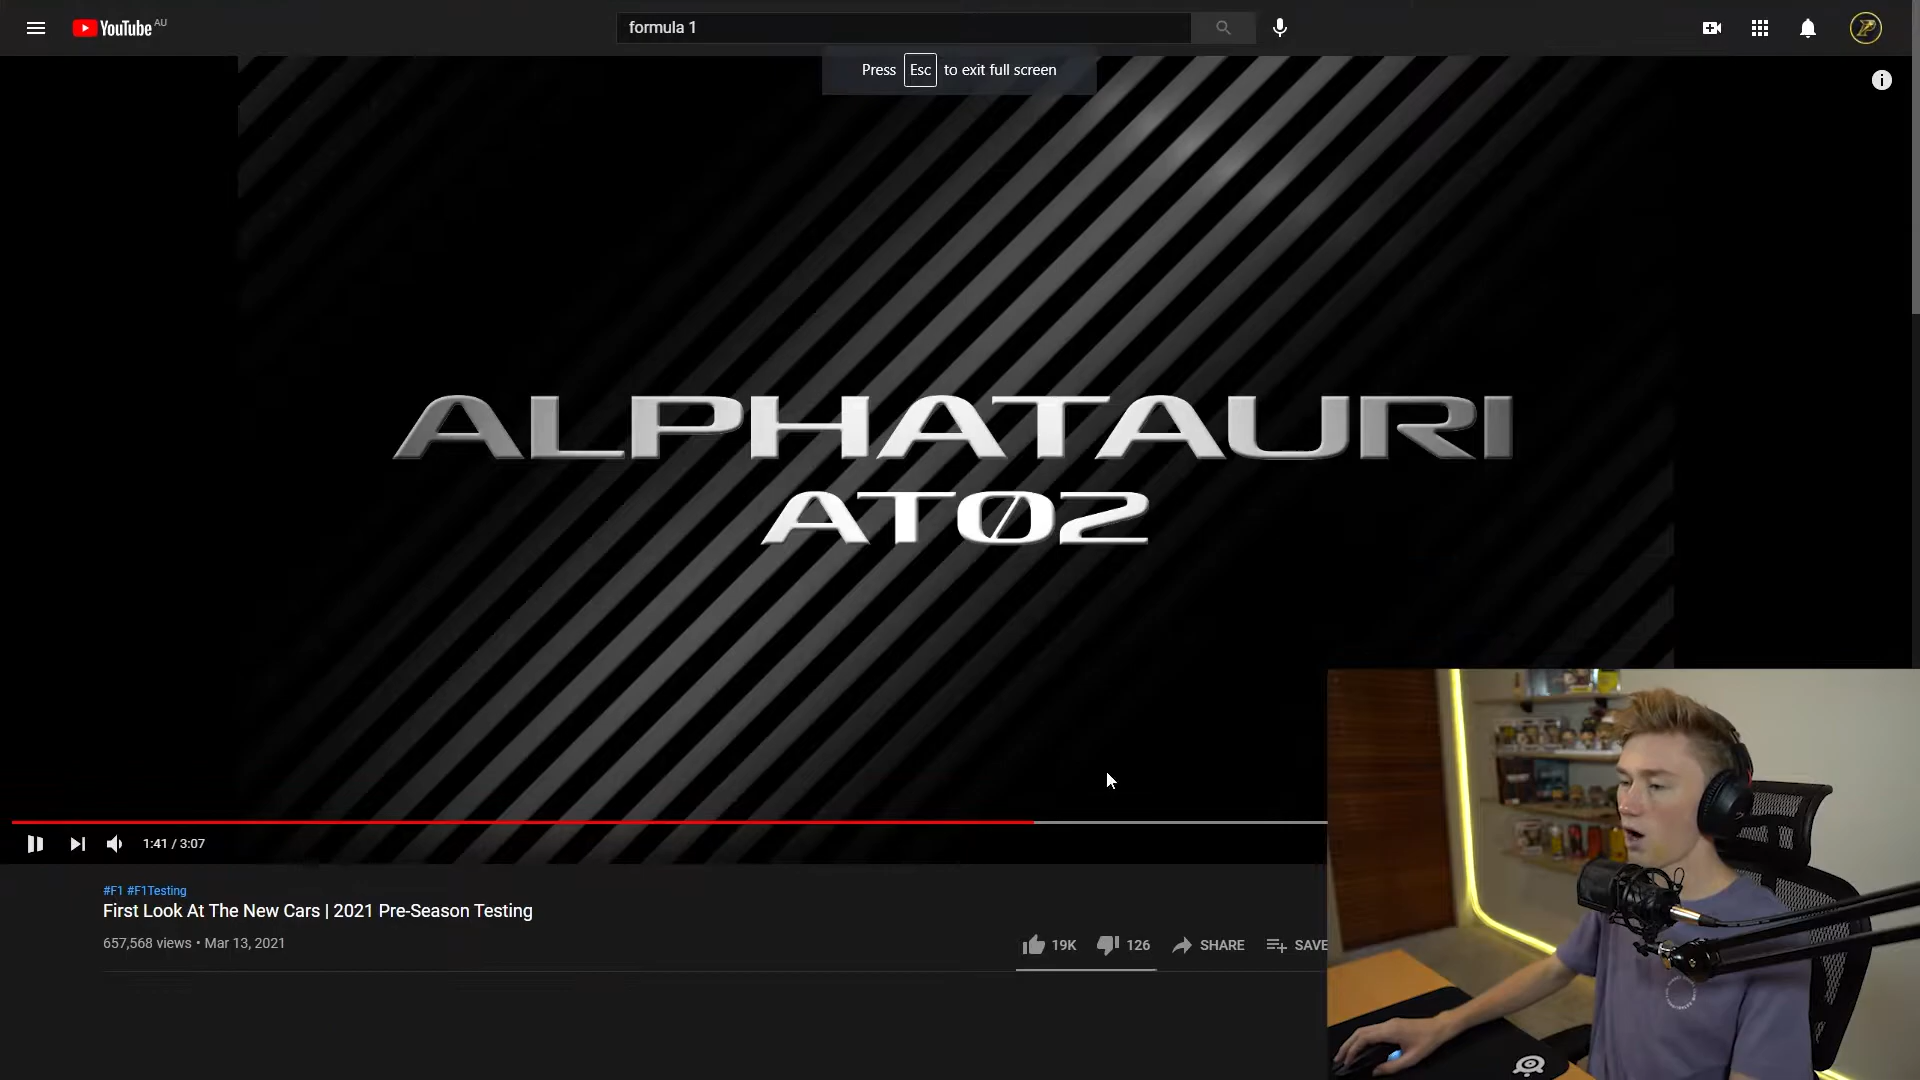 YouTube AU
formula 1
Press Esc to exit full screen
ALPHATAURI
AT02
1:41 / 3:07
#F1 #F1Testing
First Look At The New Cars | 2021 Pre-Season Testing
657,568 views • Mar 13, 2021
19K 126 SHARE SAVE